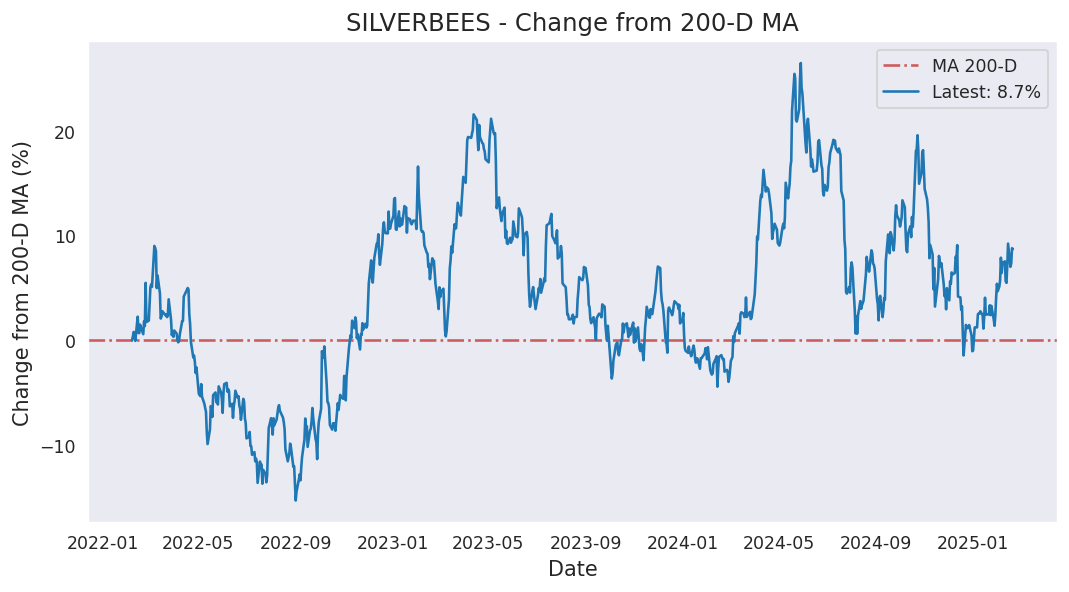 SILVERBEES - Change from 200-D MA
MA 200-D
Latest: 8.7%
Change from 200-D MA (%)
20
10
0
−10
2022-01 2022-05 2022-09 2023-01 2023-05 2023-09 2024-01 2024-05 2024-09 2025-01
Date